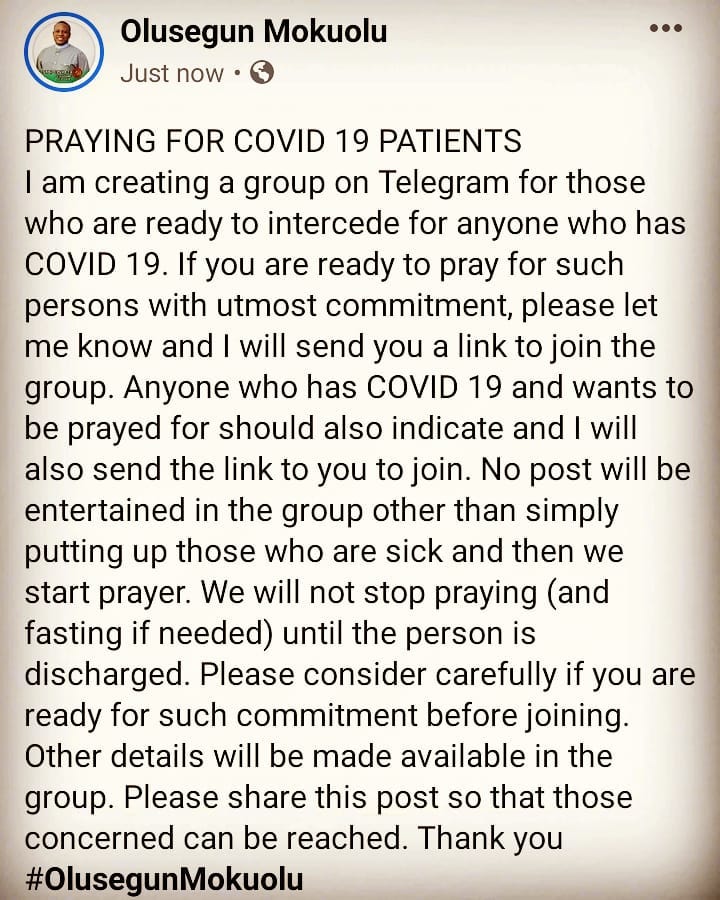 Olusegun Mokuolu
Just now •
PRAYING FOR COVID 19 PATIENTS
I am creating a group on Telegram for those
who are ready to intercede for anyone who has
COVID 19. If you are ready to pray for such
persons with utmost commitment, please let
me know and I will send you a link to join the
group. Anyone who has COVID 19 and wants to
be prayed for should also indicate and I will
also send the link to you to join. No post will be
entertained in the group other than simply
putting up those who are sick and then we
start prayer. We will not stop praying (and
fasting if needed) until the person is
discharged. Please consider carefully if you are
ready for such commitment before joining.
Other details will be made available in the
group. Please share this post so that those
concerned can be reached. Thank you
#OlusegunMokuolu